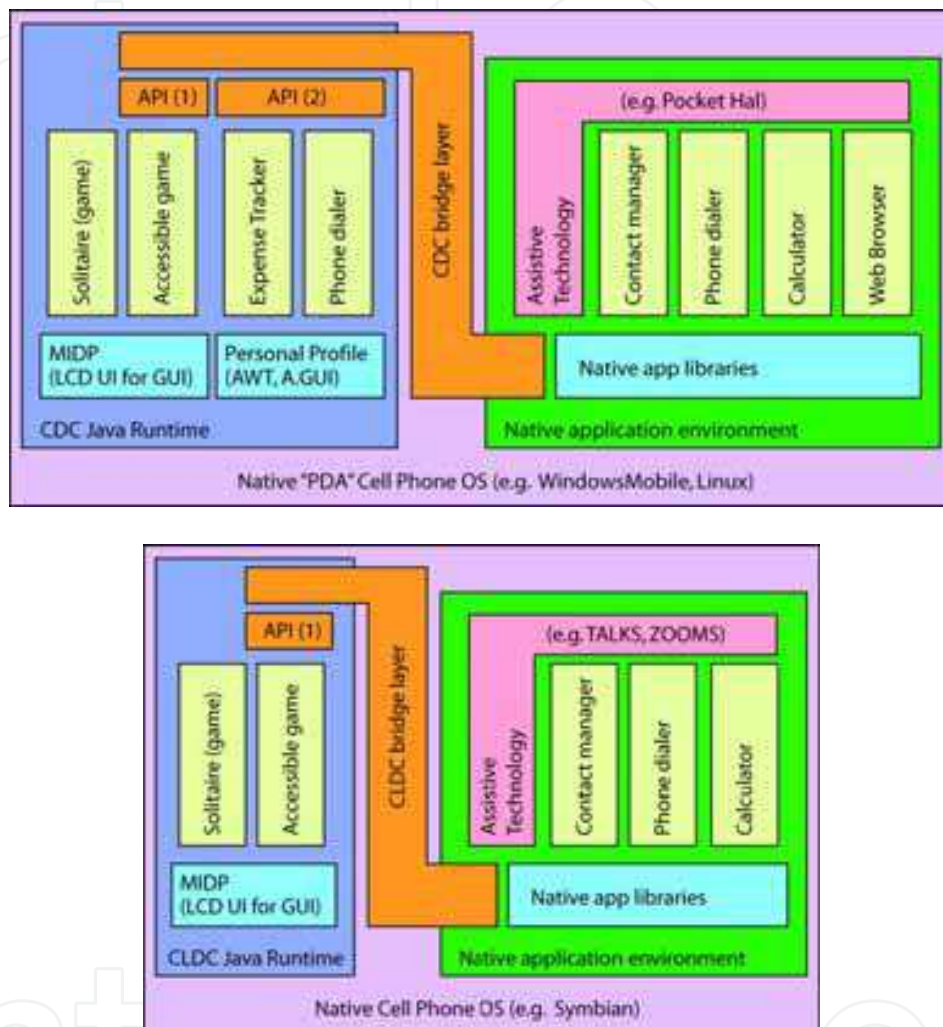 API (1)
API (2)
(e.g. Pocket Hal)
Solitaire (game)
Accessible game
Expense Tracker
Phone dialer
CDC bridge layer
Assistive
Technology
Contact manager
Phone dialer
Calculator
Web Browser
MIDP
(LCD UI for GUI)
Personal Profile
(AWT, A.GUI)
Native app libraries
CDC Java Runtime
Native application environment
Native "PDA" Cell Phone OS (e.g. WindowsMobile, Linux)
API (1)
(e.g. TALKS, ZOOMS)
Solitaire (game)
Accessible game
CLDC bridge layer
Assistive
Technology
Contact manager
Phone dialer
Calculator
MIDP
(LCD UI for GUI)
Native app libraries
CLDC Java Runtime
Native application environment
Native Cell Phone OS (e.g. Symbian)